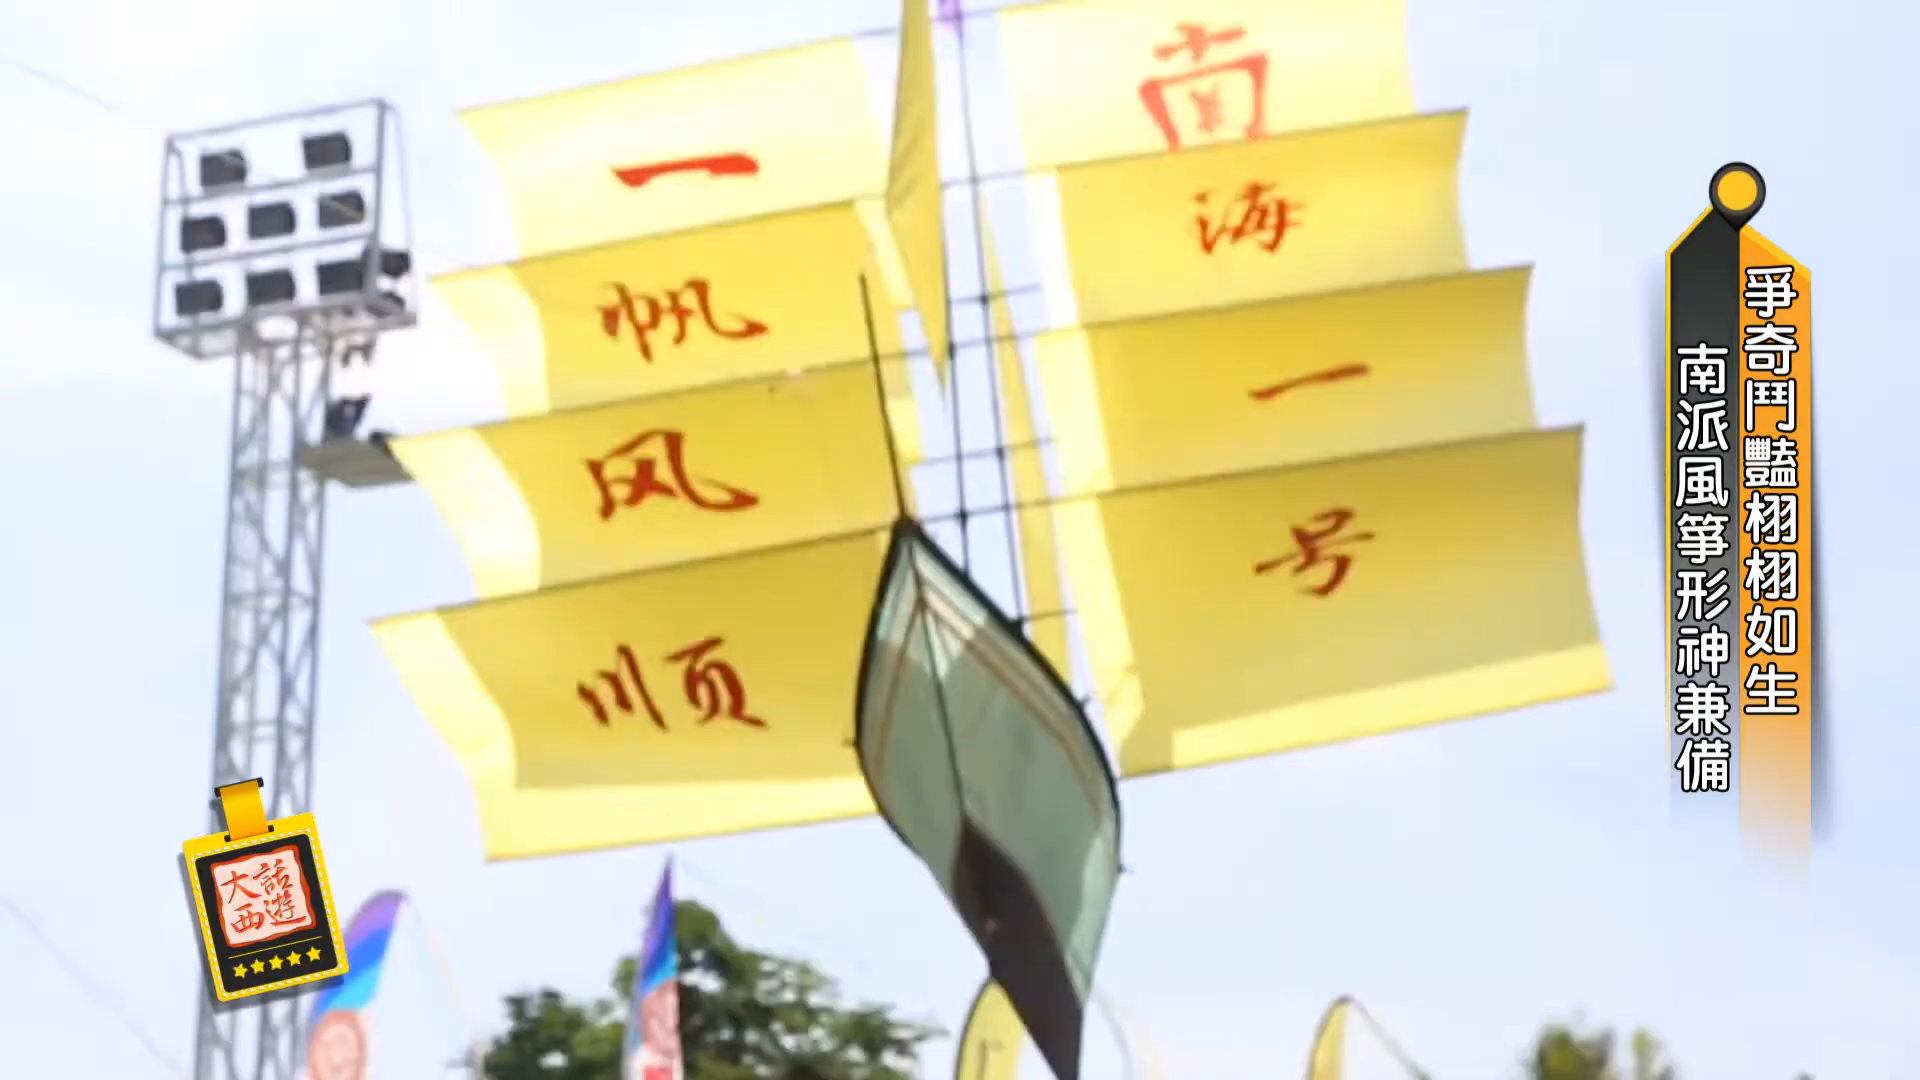 一帆风顺
南海一号
爭奇鬥豔栩栩如生
南派風箏形神兼備
大話
西遊